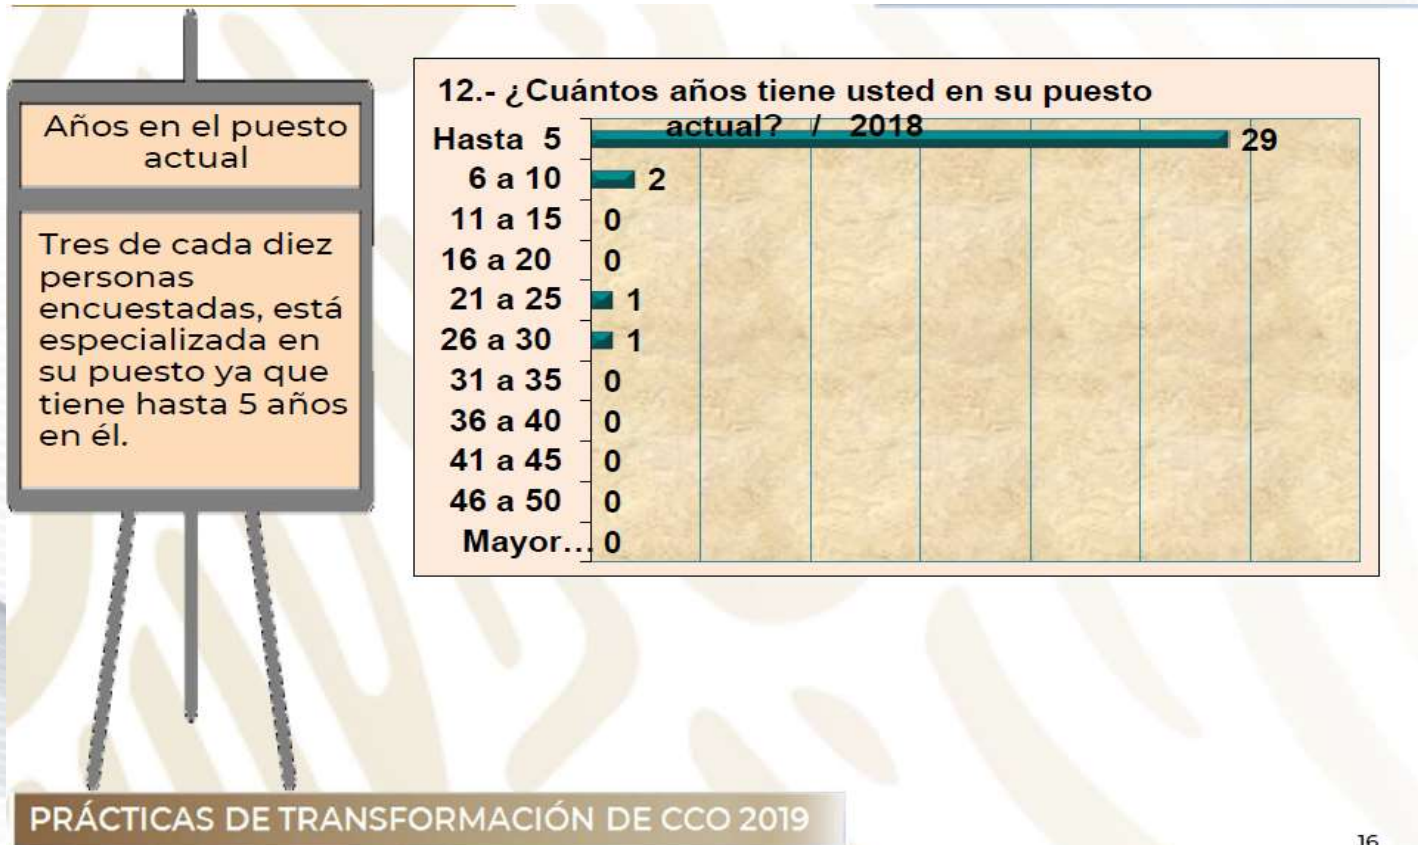 Años en el puesto
actual
Tres de cada diez
personas
encuestadas, está
especializada en
su puesto ya que
tiene hasta 5 años
en él.
12.- ¿Cuántos años tiene usted en su puesto
actual? / 2018
Hasta 5 29
6 a 10 2
11 a 15 0
16 a 20 0
21 a 25 1
26 a 30 1
31 a 35 0
36 a 40 0
41 a 45 0
46 a 50 0
Mayor... 0
PRÁCTICAS DE TRANSFORMACIÓN DE CCO 2019
16